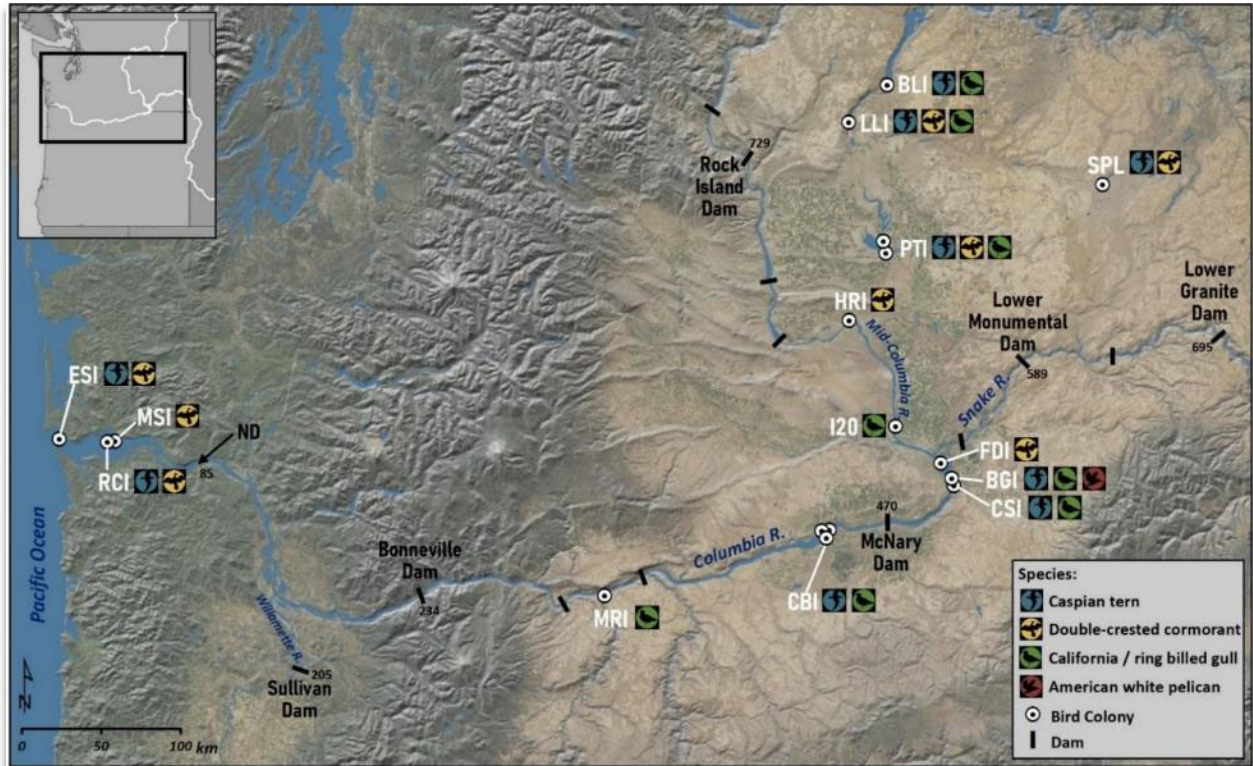 BLI
LLI
729
Rock
Island
Dam
SPL
PTI
HRI
Mid-Columbia R.
Lower
Monumental
Dam
589
Lower
Granite
Dam
695
Snake R.
ESI
MSI
ND
85
RCI
I20
FDI
BGI
CSI
470
McNary
Dam
Columbia R.
CBI
MRI
Bonneville
Dam
234
Willamette R.
205
Sullivan
Dam
Pacific Ocean
N
0 50 100 km
Species:
Caspian tern
Double-crested cormorant
California / ring billed gull
American white pelican
Bird Colony
Dam